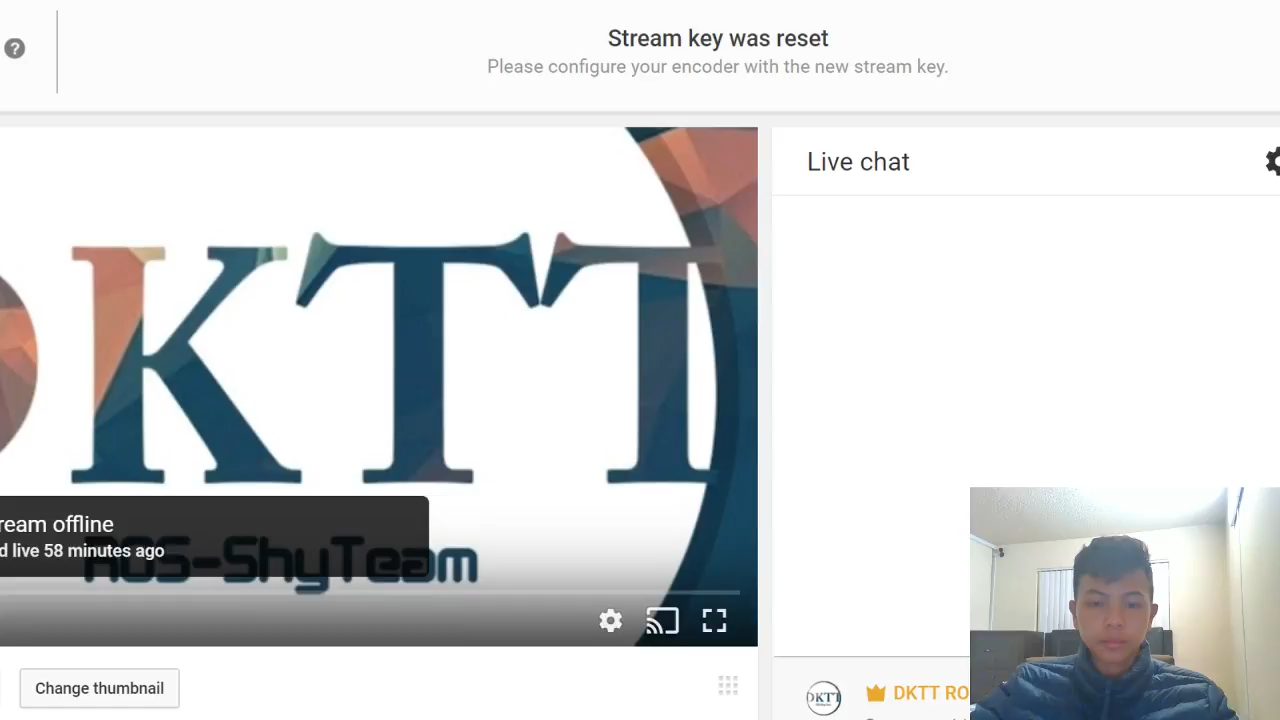 Stream key was reset
Please configure your encoder with the new stream key.
Live chat
DKTT
ream offline
d live 58 minutes ago
ROS-ShyTeam
Change thumbnail
DKTT
DKTT RO